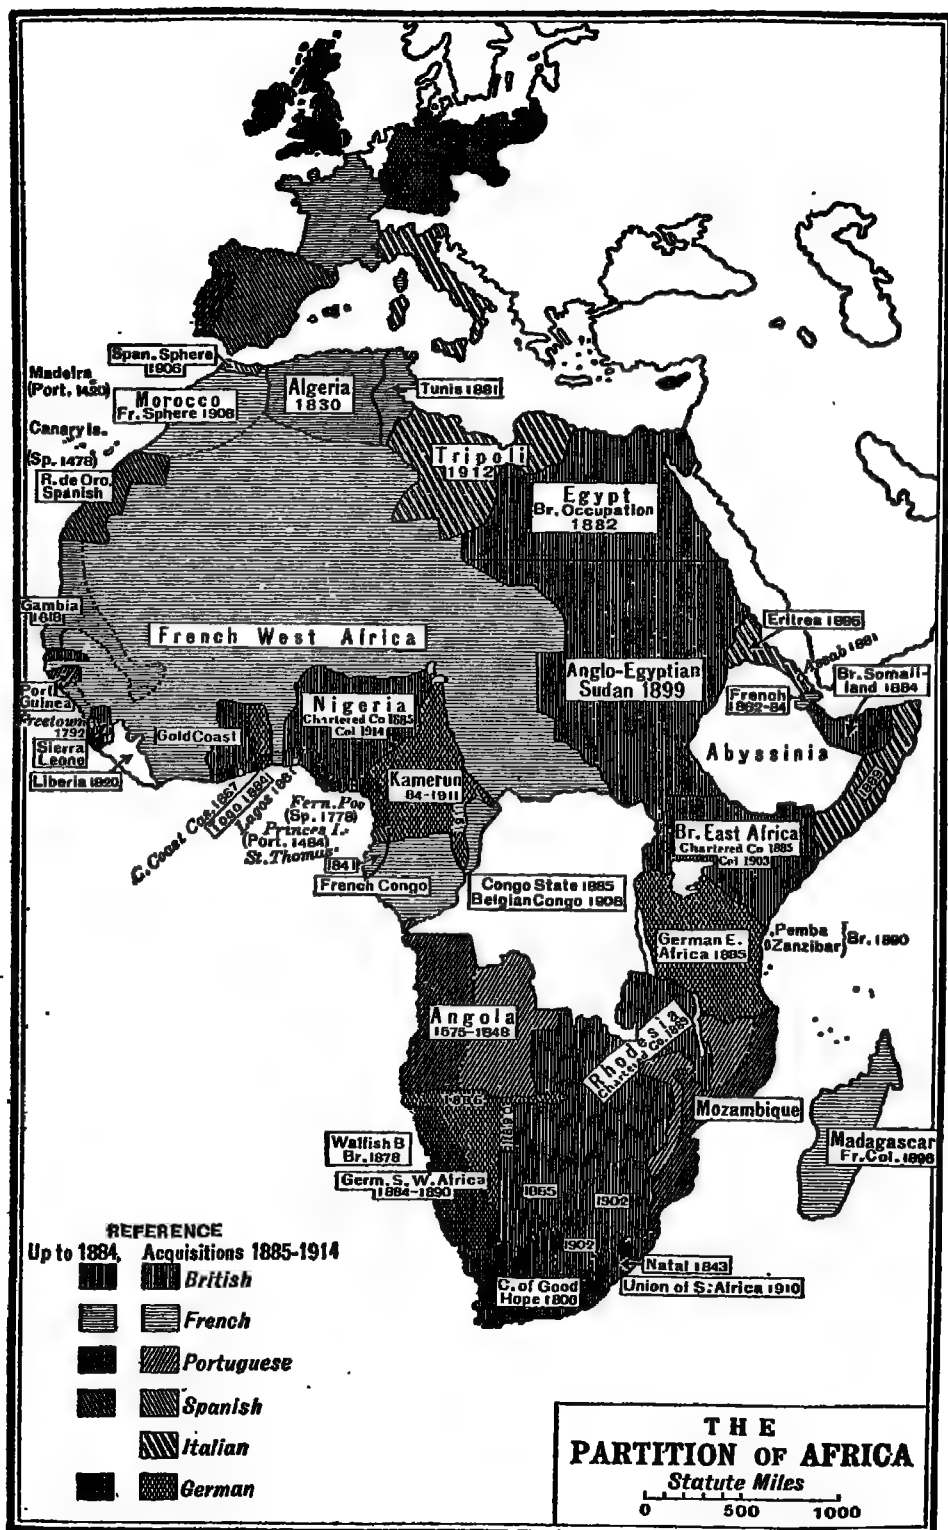 Span. Sphere
1906
Madeira
(Port. 1420)
Morocco
Fr. Sphere 1906
Algeria
1830
Tunis 1881
Canary Is.
(Sp. 1478)
R. de Oro.
Spanish
Tripoli
1912
Egypt
Br. Occupation
1882
Gambia
1618
French West Africa
Eritrea 1885
Assab 1881
Anglo-Egyptian
Sudan 1899
French
1862-84
Br. Somali-
land 1884
Port.
Guinea
Freetown
1792
Sierra
Leone
Liberia 1820
Gold Coast
Nigeria
Chartered Co 1885
Col 1914
Abyssinia
1889
Kamerun
84-1911
G. Coast Cos. 1867
Togo 1884
Lagos 1861
Fern. Poo
(Sp. 1778)
Princes I.
(Port. 1484)
St. Thomas
1841
French Congo
Br. East Africa
Chartered Co 1885
Col 1903
Congo State 1885
Belgian Congo 1908
German E.
Africa 1885
Pemba
Zanzibar
Br. 1890
Angola
1575-1848
Rhodesia
Chartered Co. 1889
1886
1890
Mozambique
Walfish B
Br. 1878
Madagascar
Fr. Col. 1896
Germ. S. W. Africa
1884-1890
1885
1902
1902
Natal 1843
C. of Good
Hope 1806
Union of S. Africa 1910
REFERENCE
Up to 1884. Acquisitions 1885-1914
British
French
Portuguese
Spanish
Italian
German
THE
PARTITION OF AFRICA
Statute Miles
0 500 1000